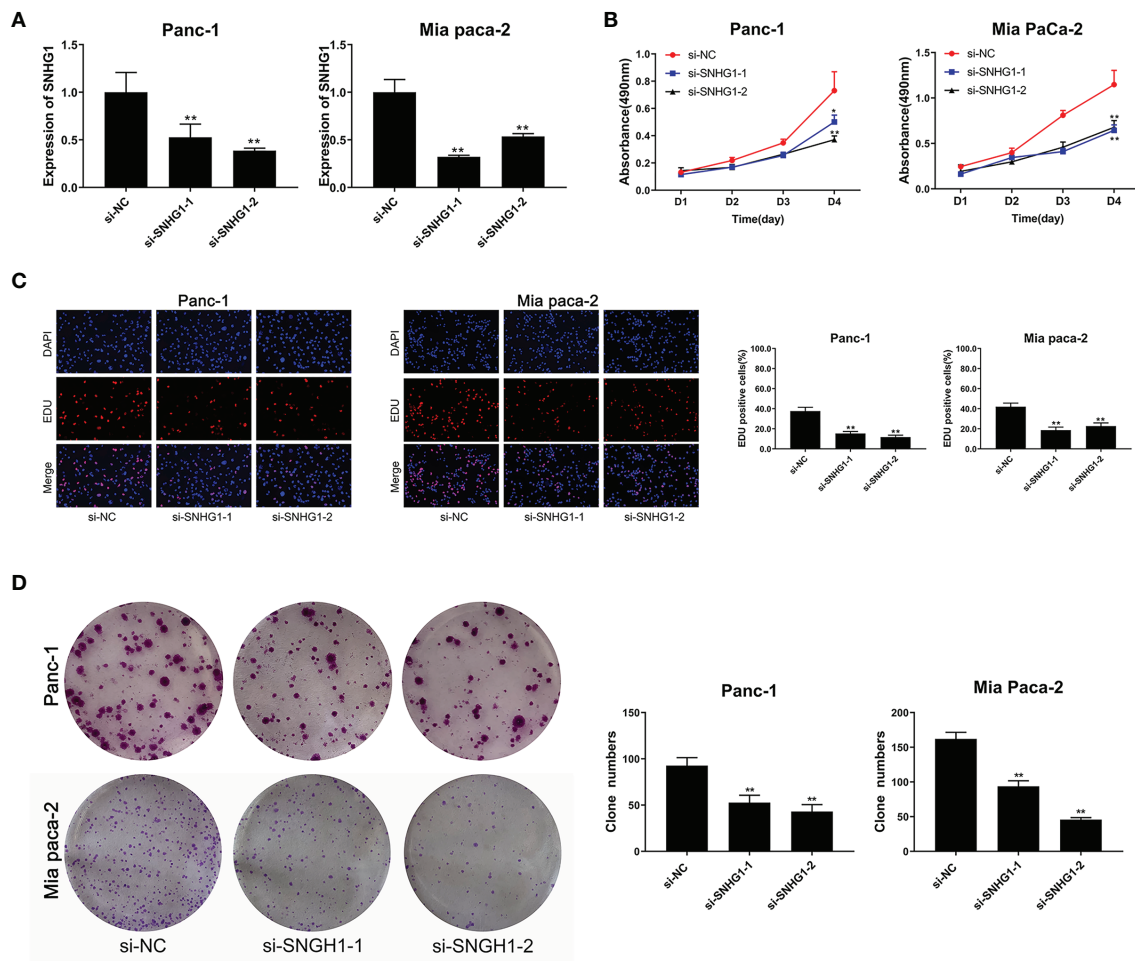 A
Panc-1
Expression of SNHG1
1.5
1.0
0.5
0.0
**
**
si-NC
si-SNHG1-1
si-SNHG1-2
Mia paca-2
Expression of SNHG1
1.5
1.0
0.5
0.0
**
**
si-NC
si-SNHG1-1
si-SNHG1-2
B
Panc-1
Absorbance(490nm)
1.0
0.8
0.6
0.4
0.2
0.0
si-NC
si-SNHG1-1
si-SNHG1-2
*
**
D1 D2 D3 D4
Time(day)
Mia PaCa-2
Absorbance(490nm)
1.5
1.0
0.5
0.0
si-NC
si-SNHG1-1
si-SNHG1-2
**
**
D1 D2 D3 D4
Time(day)
C
Panc-1
DAPI
EDU
Merge
si-NC si-SNHG1-1 si-SNHG1-2
Mia paca-2
DAPI
EDU
Merge
si-NC si-SNHG1-1 si-SNHG1-2
Panc-1
EDU positive cells(%)
100.0
80.0
60.0
40.0
20.0
0.0
**
**
si-NC
si-SNHG1-1
si-SNHG1-2
Mia paca-2
EDU positive cells(%)
100.0
80.0
60.0
40.0
20.0
0.0
**
**
si-NC
si-SNHG1-1
si-SNHG1-2
D
Panc-1
Mia paca-2
si-NC si-SNGH1-1 si-SNGH1-2
Panc-1
Clone numbers
150
100
50
0
**
**
si-NC
si-SNHG1-1
si-SNHG1-2
Mia Paca-2
Clone numbers
200
150
100
50
0
**
**
si-NC
si-SNHG1-1
si-SNHG1-2